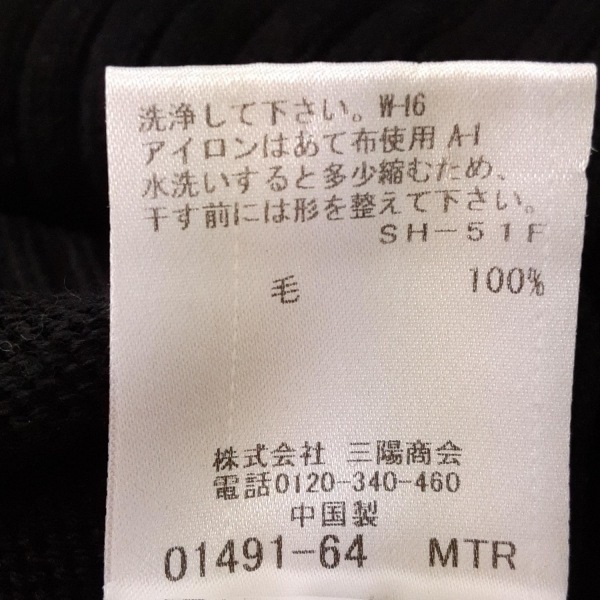 洗浄して下さい。W-16
アイロンはあて布使用 A-1
水洗いすると多少縮むため、
干す前には形を整えて下さい。
SH-51F
毛 100%
株式会社 三陽商会
電話0120-340-460
中国製
01491-64 MTR